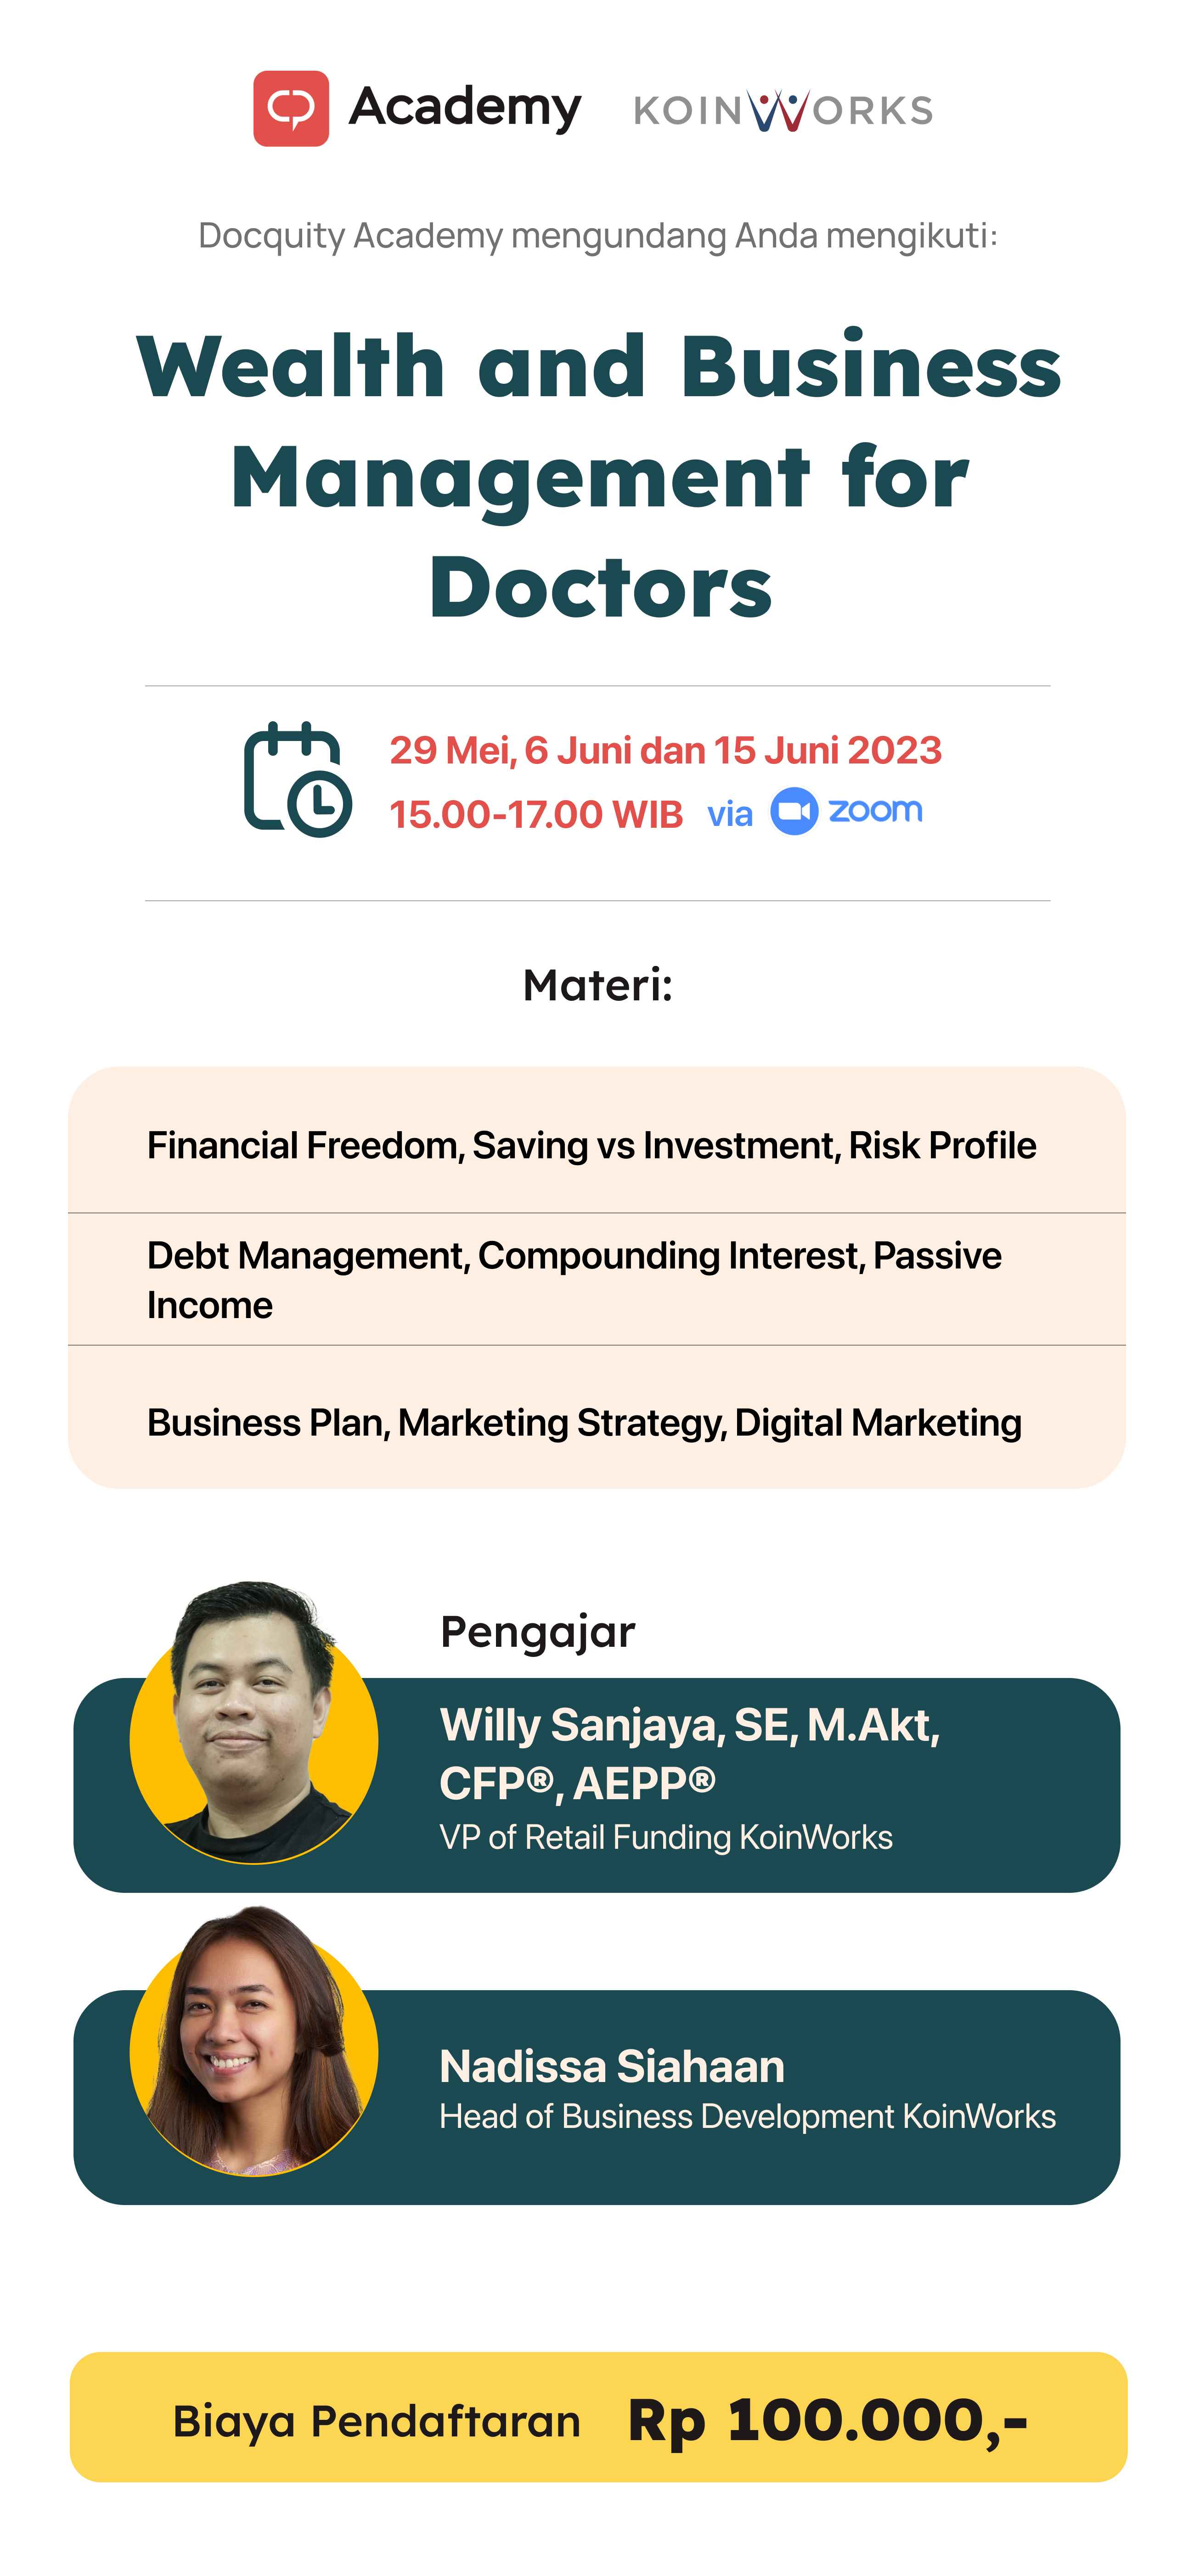 Academy KOINWORKS
Docquity Academy mengundang Anda mengikuti:
Wealth and Business
Management for
Doctors
29 Mei, 6 Juni dan 15 Juni 2023
15.00-17.00 WIB via zoom
Materi:
Financial Freedom, Saving vs Investment, Risk Profile
Debt Management, Compounding Interest, Passive
Income
Business Plan, Marketing Strategy, Digital Marketing
Pengajar
Willy Sanjaya, SE, M.Akt,
CFP®, AEPP®
VP of Retail Funding KoinWorks
Nadissa Siahaan
Head of Business Development KoinWorks
Biaya Pendaftaran Rp 100.000,-